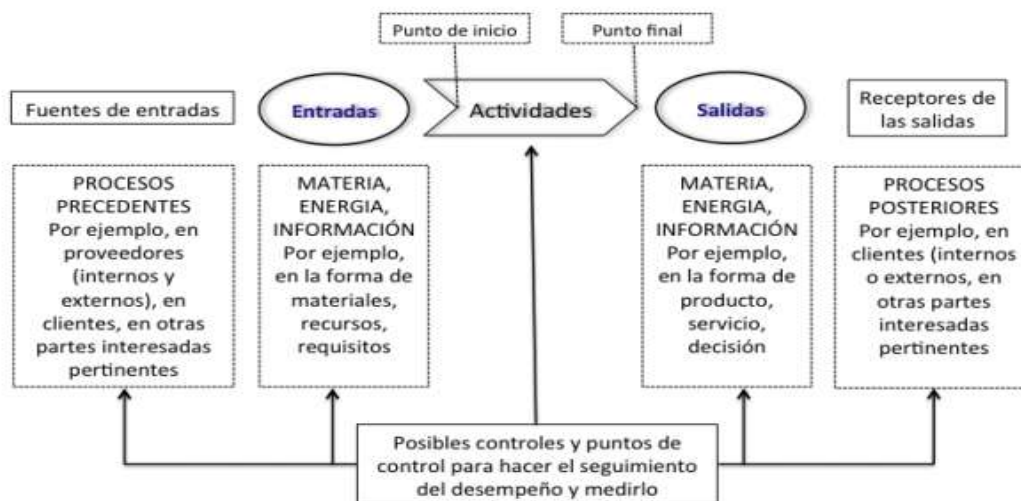 Punto de inicio
Punto final
Fuentes de entradas
Entradas
Actividades
Salidas
Receptores de
las salidas
PROCESOS
PRECEDENTES
Por ejemplo, en
proveedores
(internos y
externos), en
clientes, en otras
partes interesadas
pertinentes
MATERIA,
ENERGIA,
INFORMACIÓN
Por ejemplo,
en la forma de
materiales,
recursos,
requisitos
MATERIA,
ENERGIA,
INFORMACIÓN
Por ejemplo,
en la forma de
producto,
servicio,
decisión
PROCESOS
POSTERIORES
Por ejemplo, en
clientes (internos
o externos, en
otras partes
interesadas
pertinentes
Posibles controles y puntos de
control para hacer el seguimiento
del desempeño y medirlo